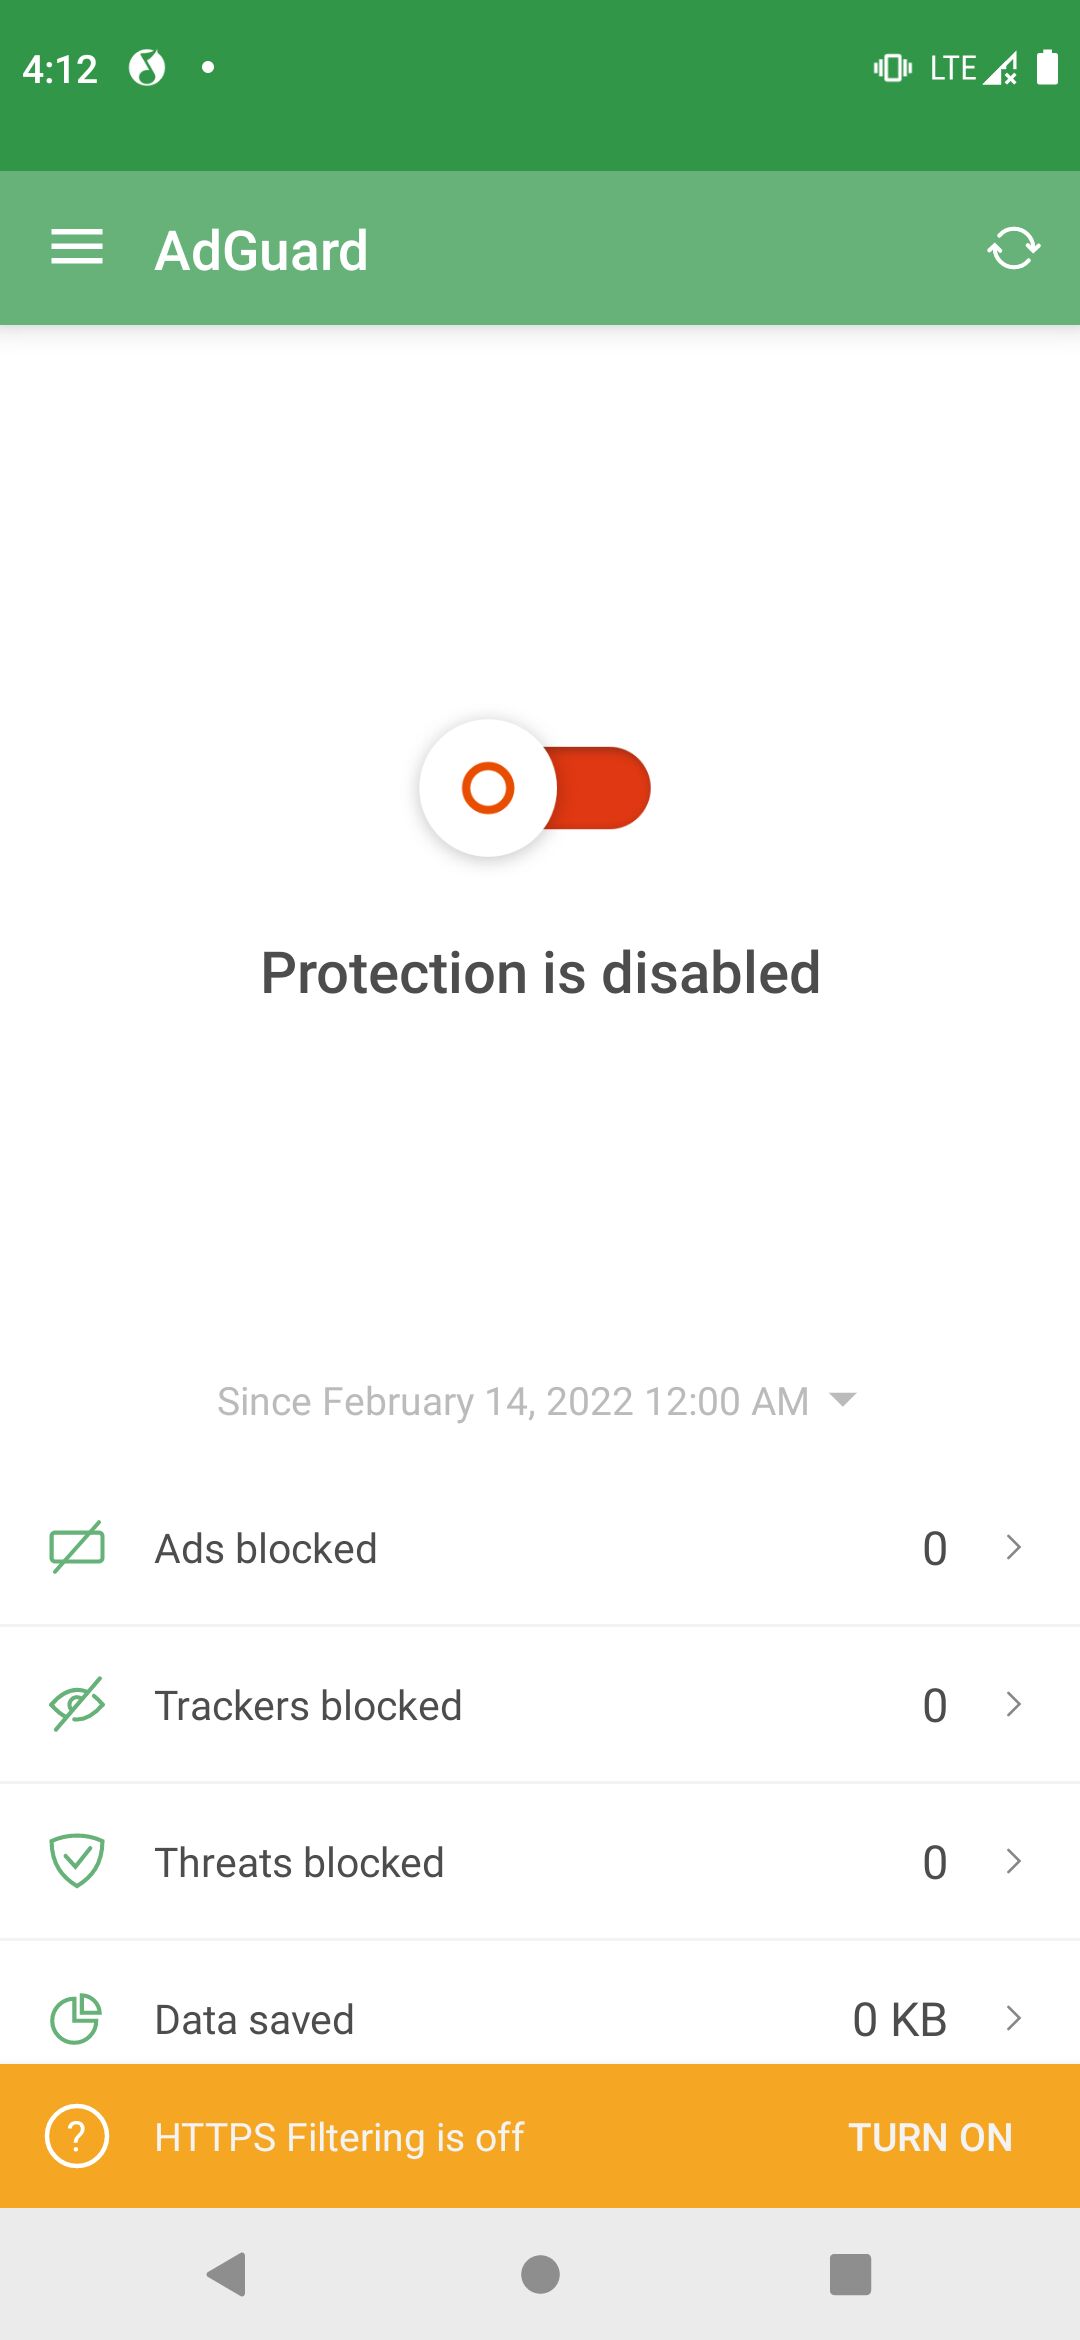 4:12
LTE
AdGuard
Protection is disabled
Since February 14, 2022 12:00 AM
Ads blocked 0
Trackers blocked 0
Threats blocked 0
Data saved 0 KB
? HTTPS Filtering is off TURN ON